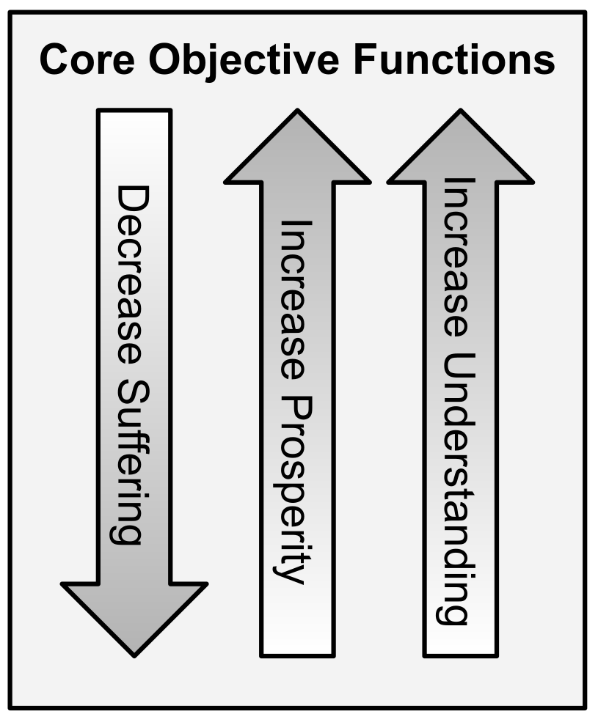 Core Objective Functions
Decrease Suffering
Increase Prosperity
Increase Understanding